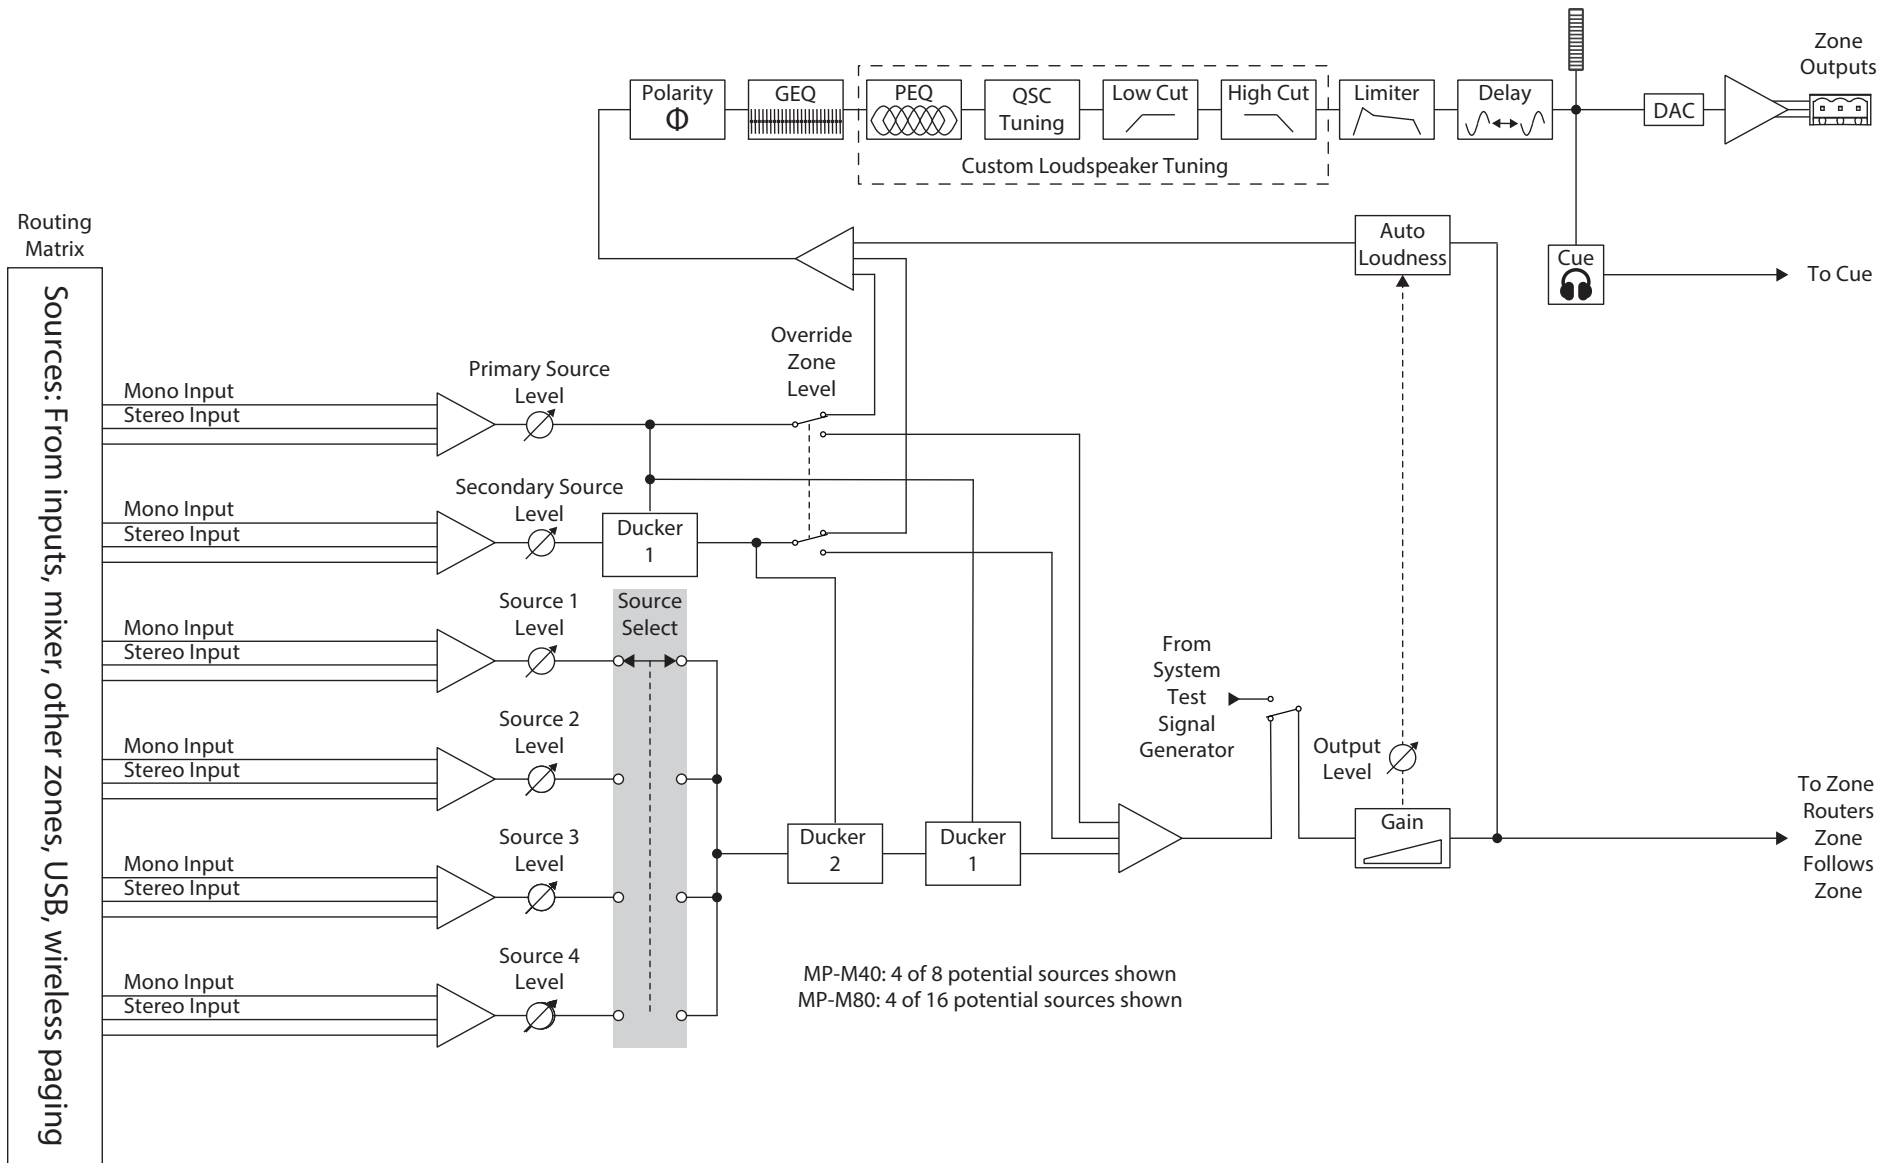 Zone
Outputs
Polarity
Φ
GEQ
PEQ
QSC
Tuning
Low Cut
High Cut
Limiter
Delay
DAC
Custom Loudspeaker Tuning
Routing
Matrix
Auto
Loudness
Cue
To Cue
Sources: From inputs, mixer, other zones, USB, wireless paging
Override
Zone
Level
Primary Source
Level
Mono Input
Stereo Input
Secondary Source
Level
Mono Input
Stereo Input
Ducker
1
Source 1
Level
Source
Select
Mono Input
Stereo Input
From
System
Test
Signal
Generator
Source 2
Level
Mono Input
Stereo Input
Output
Level
To Zone
Routers
Zone
Follows
Zone
Source 3
Level
Mono Input
Stereo Input
Ducker
2
Ducker
1
Gain
Source 4
Level
Mono Input
Stereo Input
MP-M40: 4 of 8 potential sources shown
MP-M80: 4 of 16 potential sources shown